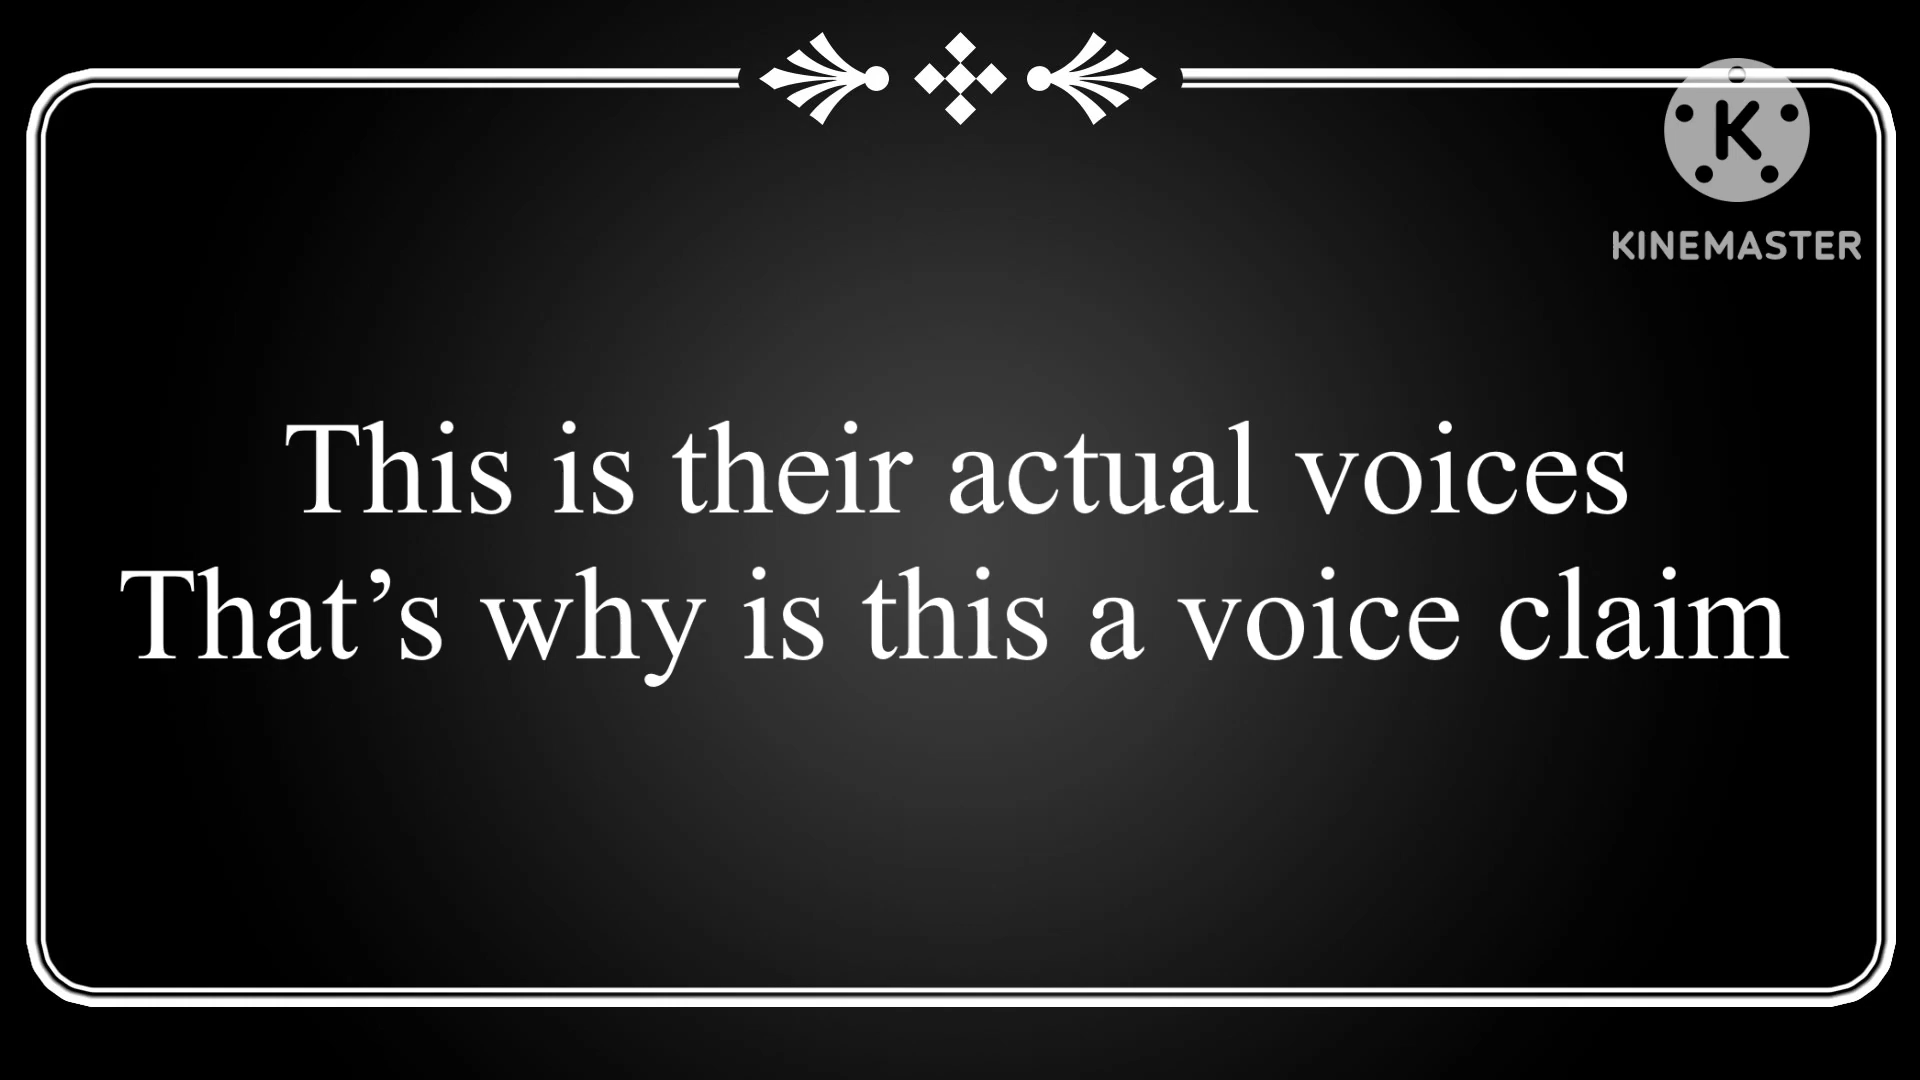 K
KINEMASTER
This is their actual voices
That’s why is this a voice claim